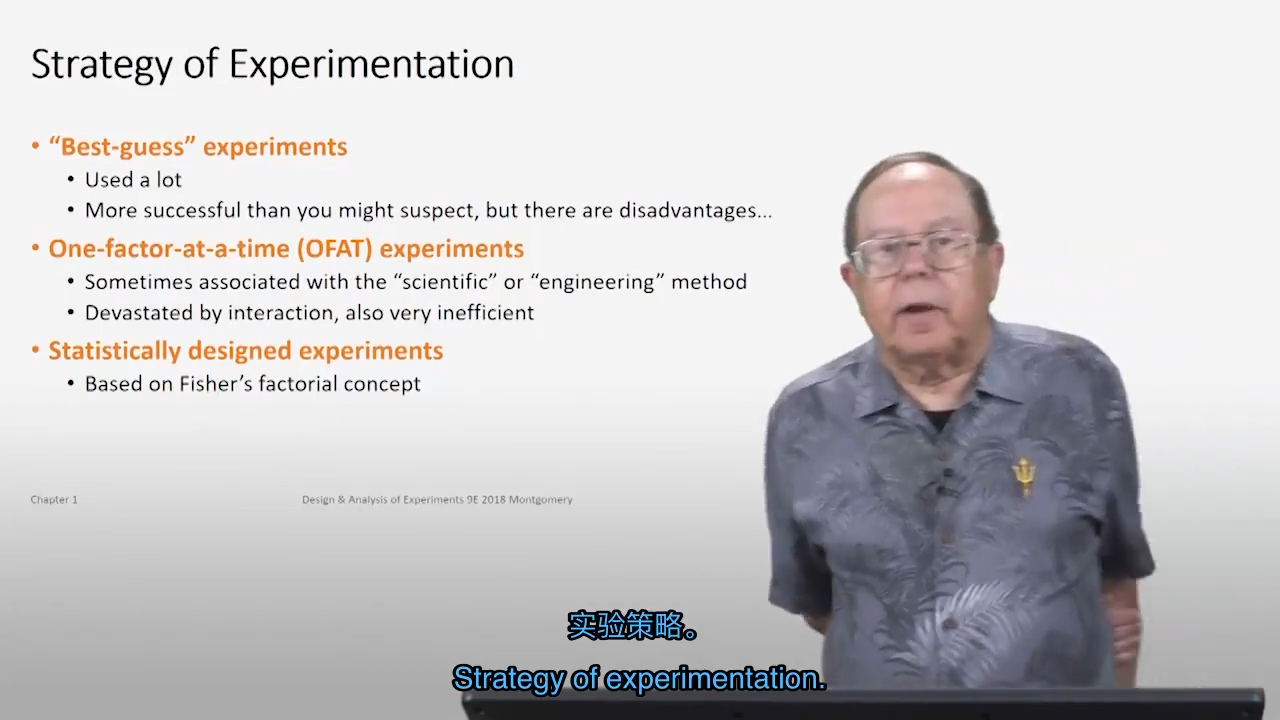 Strategy of Experimentation
• “Best-guess” experiments
• Used a lot
• More successful than you might suspect, but there are disadvantages...
• One-factor-at-a-time (OFAT) experiments
• Sometimes associated with the “scientific” or “engineering” method
• Devastated by interaction, also very inefficient
• Statistically designed experiments
• Based on Fisher’s factorial concept
Chapter 1
Design & Analysis of Experiments 9E 2018 Montgomery
实验策略。
Strategy of experimentation.